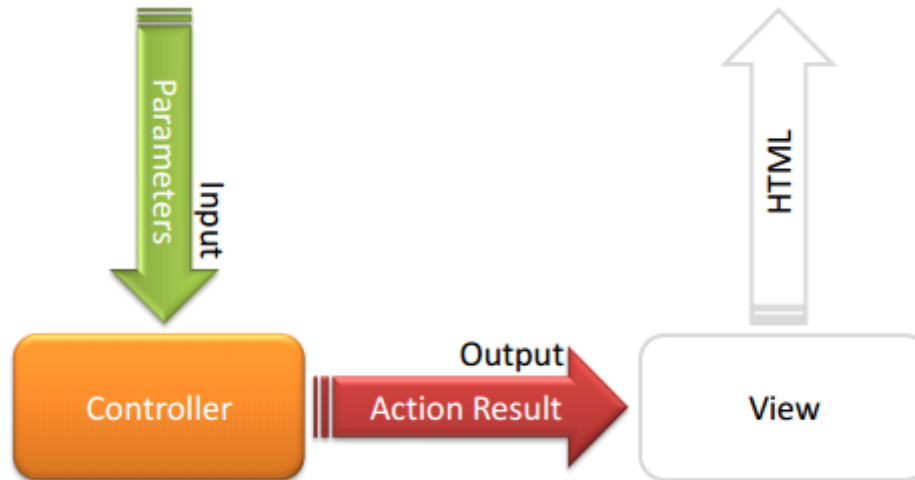 Parameters
Input
HTML
Output
Controller
Action Result
View